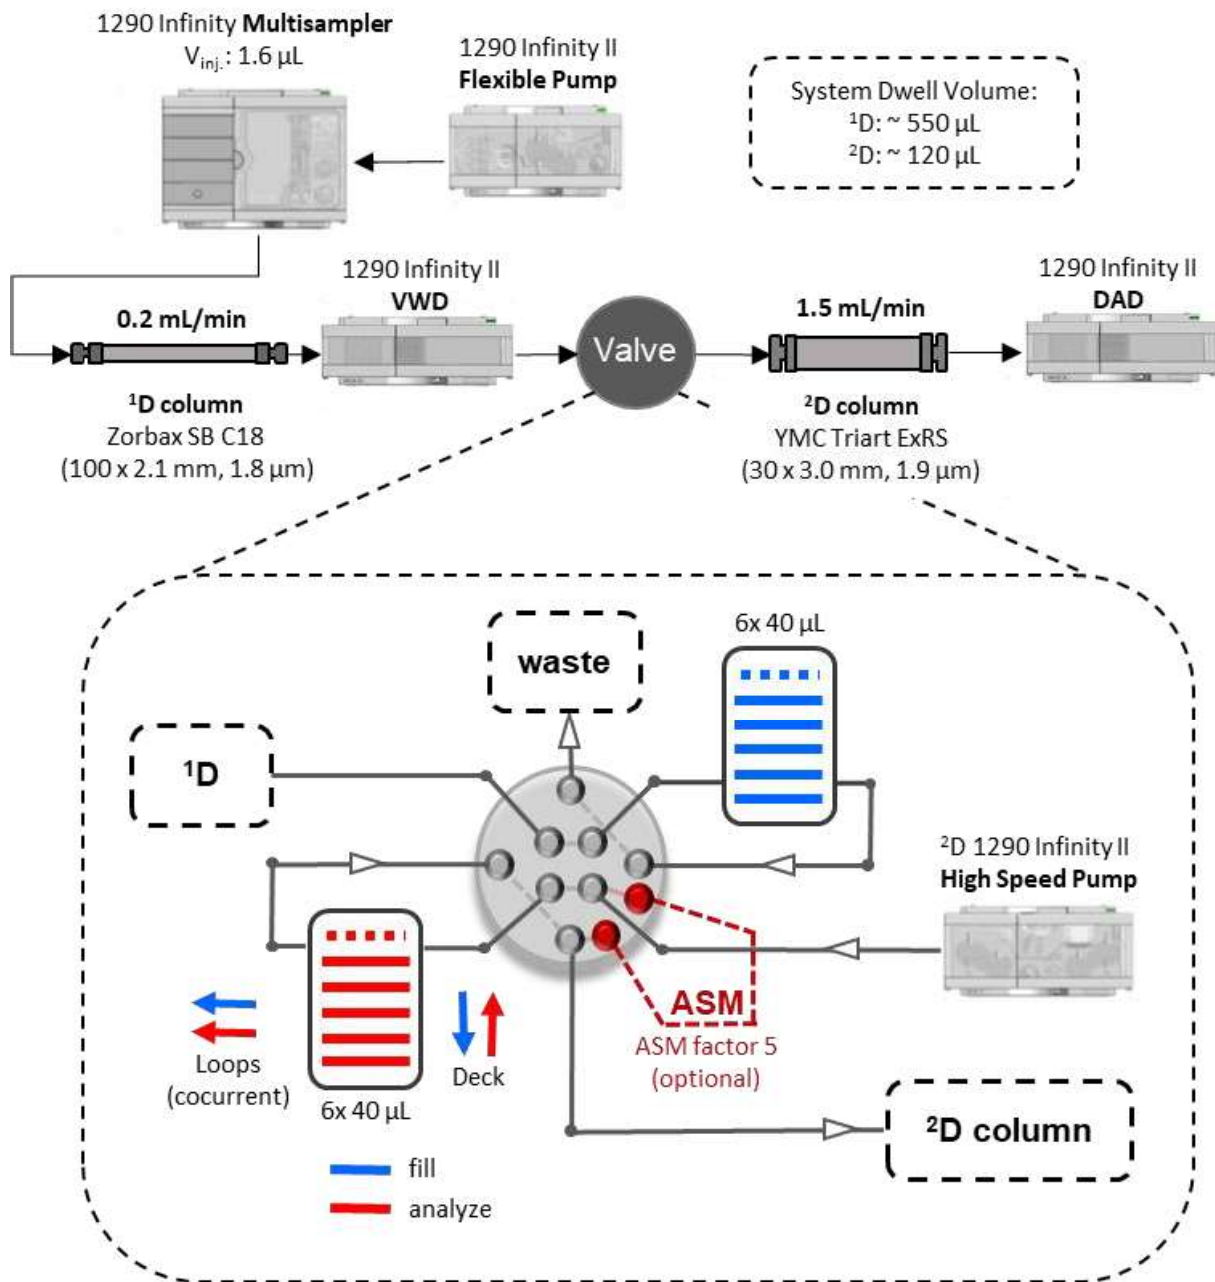 1290 Infinity Multisampler
Vinj.: 1.6 µL
1290 Infinity II
Flexible Pump
System Dwell Volume:
¹D: ~ 550 µL
²D: ~ 120 µL
0.2 mL/min
1290 Infinity II
VWD
Valve
1.5 mL/min
1290 Infinity II
DAD
¹D column
Zorbax SB C18
(100 x 2.1 mm, 1.8 µm)
²D column
YMC Triart ExRS
(30 x 3.0 mm, 1.9 µm)
waste
6x 40 µL
¹D
²D 1290 Infinity II
High Speed Pump
Loops
(cocurrent)
Deck
6x 40 µL
ASM
ASM factor 5
(optional)
²D column
fill
analyze